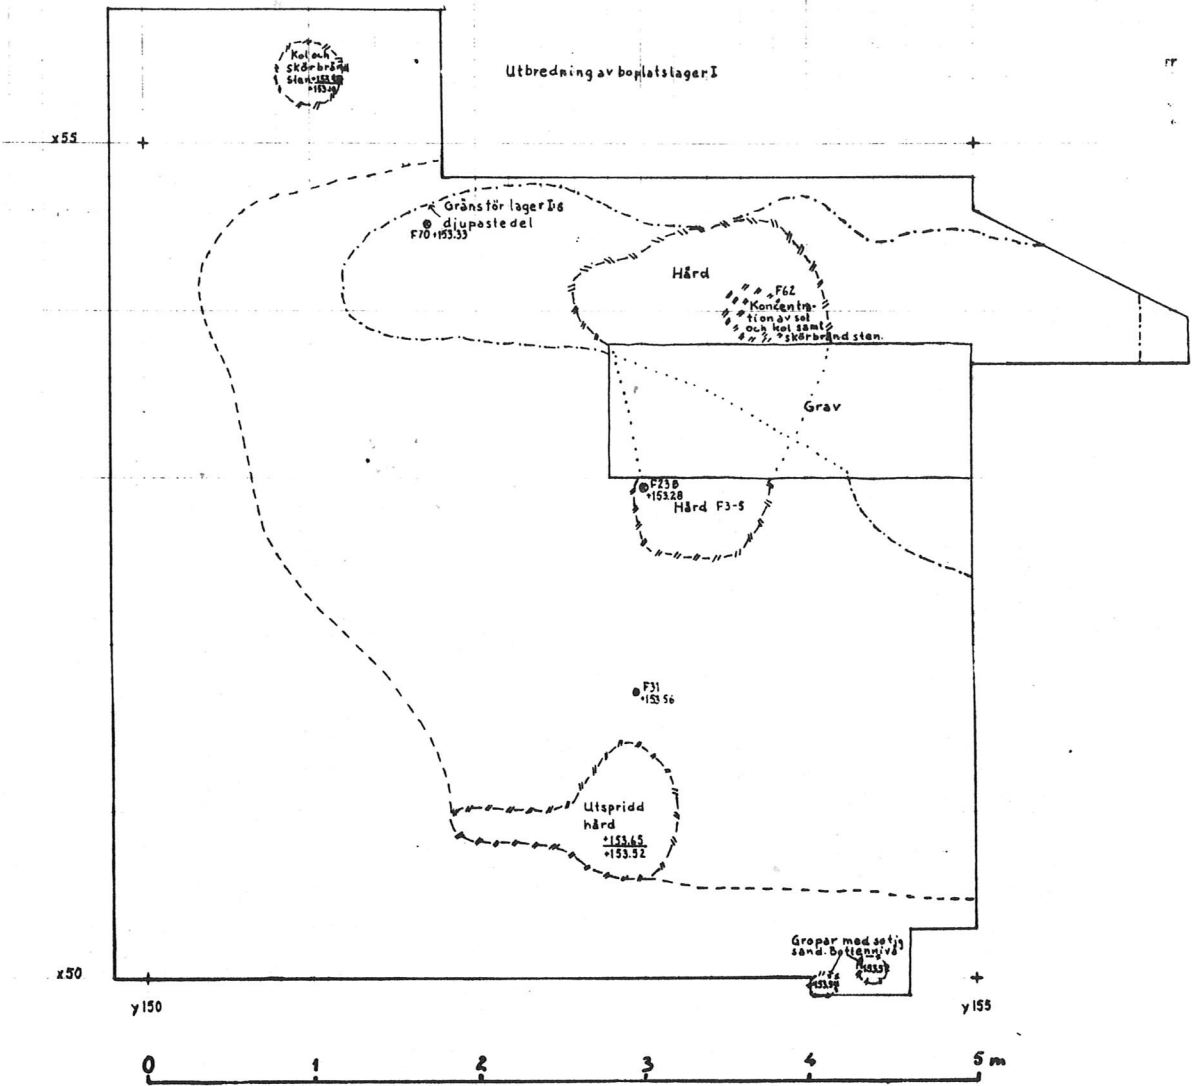 Kol och
skörbränd
sten
Utbredning av boplatslager I
x55
Gräns för lager I:s
djupaste del
F70 +153.33
Hård
F62
Koncentra-
tion av sot
och kol samt
skörbränd sten.
Grav
F23B
+153.28
Hård F3-5
F31
+153.56
Utspridd
hård
+153.65
+153.52
Gropar med sotig
sand. Bottennivå
x50
y150
y155
0 1 2 3 4 5 m